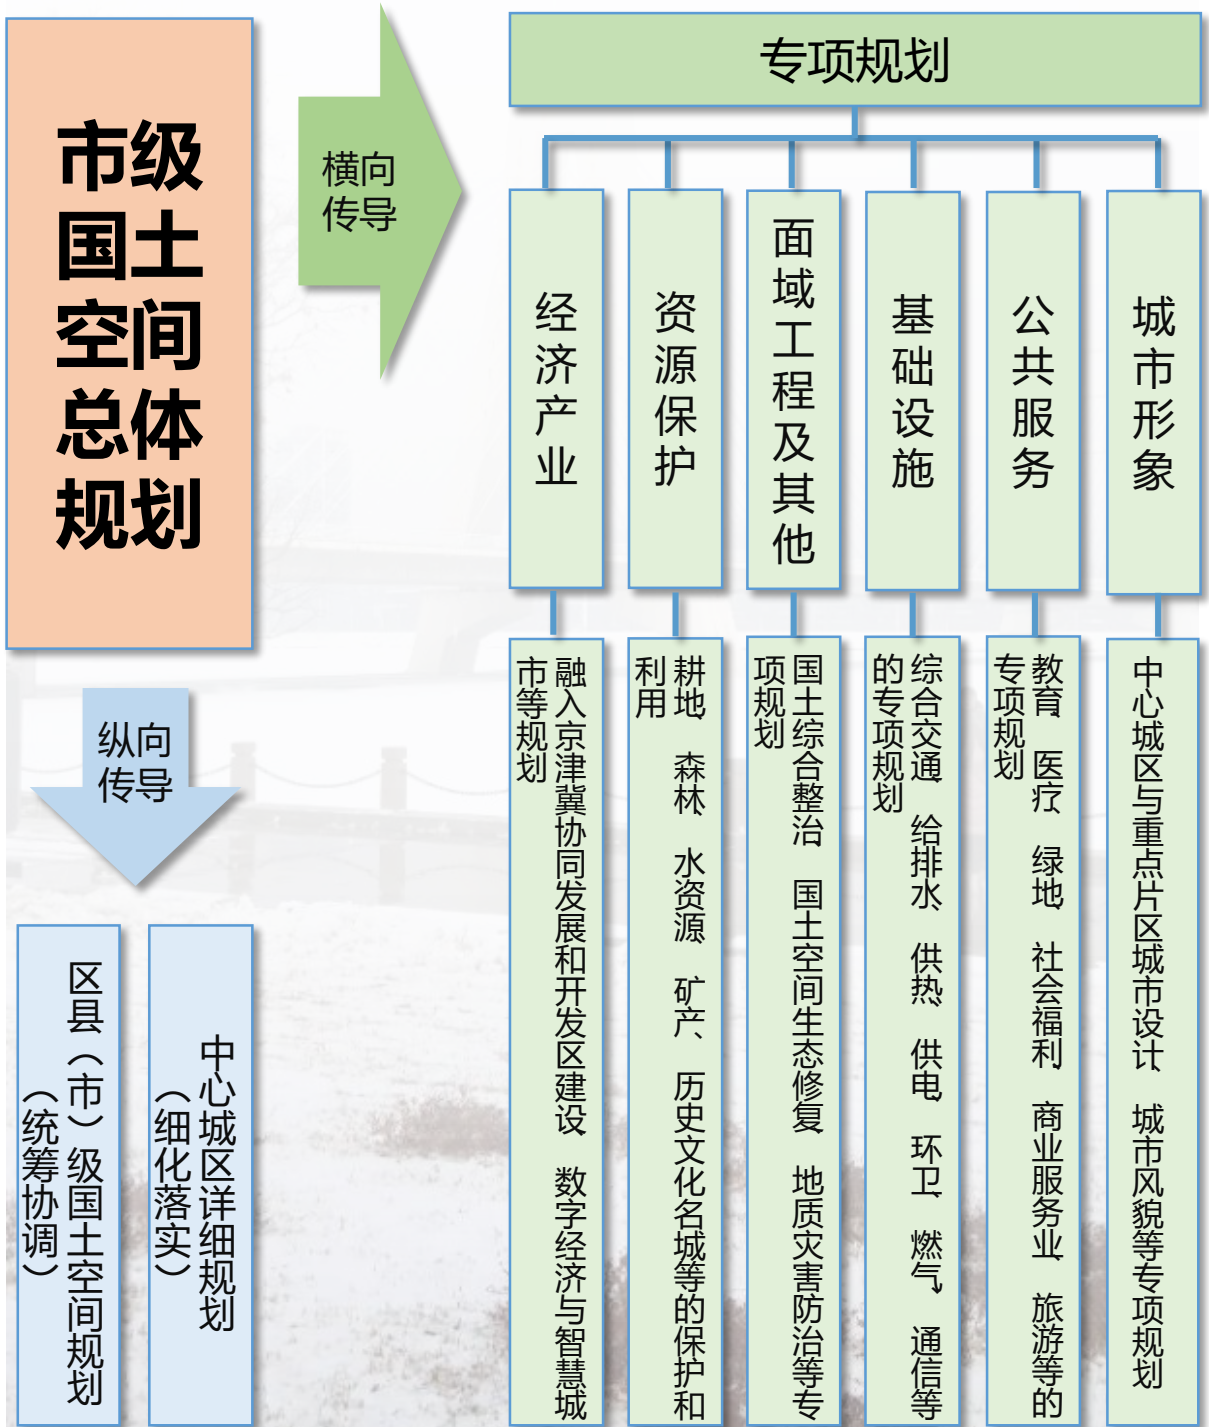 市级
国土
空间
总体
规划
横向
传导
专项规划
经济产业
资源保护
面域工程及其他
基础设施
公共服务
城市形象
融入京津冀协同发展和开发区建设、数字经济与智慧城
市等规划
耕地、森林、水资源、矿产、历史文化名城等的保护和
利用
国土综合整治、国土空间生态修复、地质灾害防治等专
项规划
综合交通、给排水、供热、供电、环卫、燃气、通信等
的专项规划
教育、医疗、绿地、社会福利、商业服务业、旅游等的
专项规划
中心城区与重点片区城市设计、城市风貌等专项规划
纵向
传导
区县（市）级国土空间规划
（统筹协调）
中心城区详细规划
（细化落实）